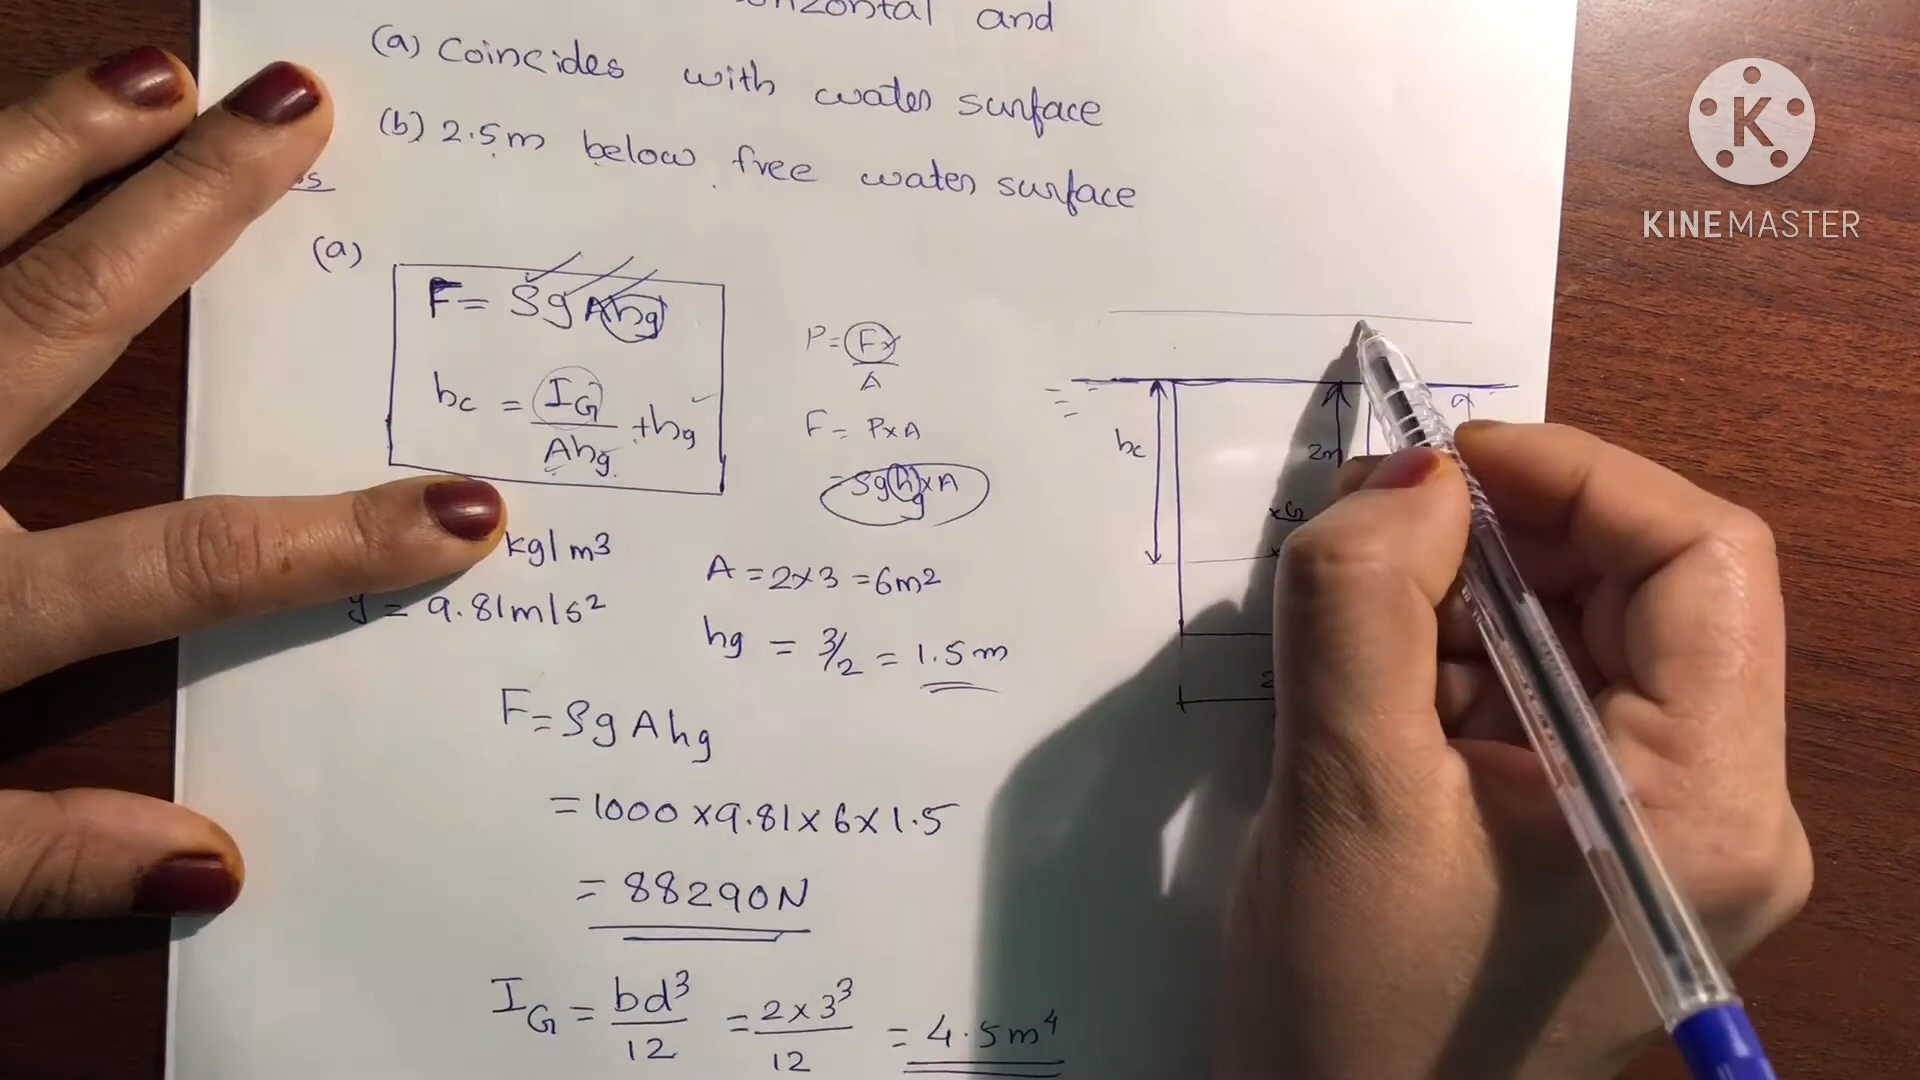 and
(a) Coincides with water surface
(b) 2.5m below free water surface
(a)
F = ρgAhg
hc = IG/Ahg + hg
P = F/A
F = P×A
= ρghg×A
kg/m3
g = 9.81m/s2
A = 2×3 = 6m2
hg = 3/2 = 1.5m
F = ρgAhg
= 1000×9.81×6×1.5
= 88290N
IG = bd3/12 = 2×33/12 = 4.5m4
hc
2m
G
2
K
KINEMASTER